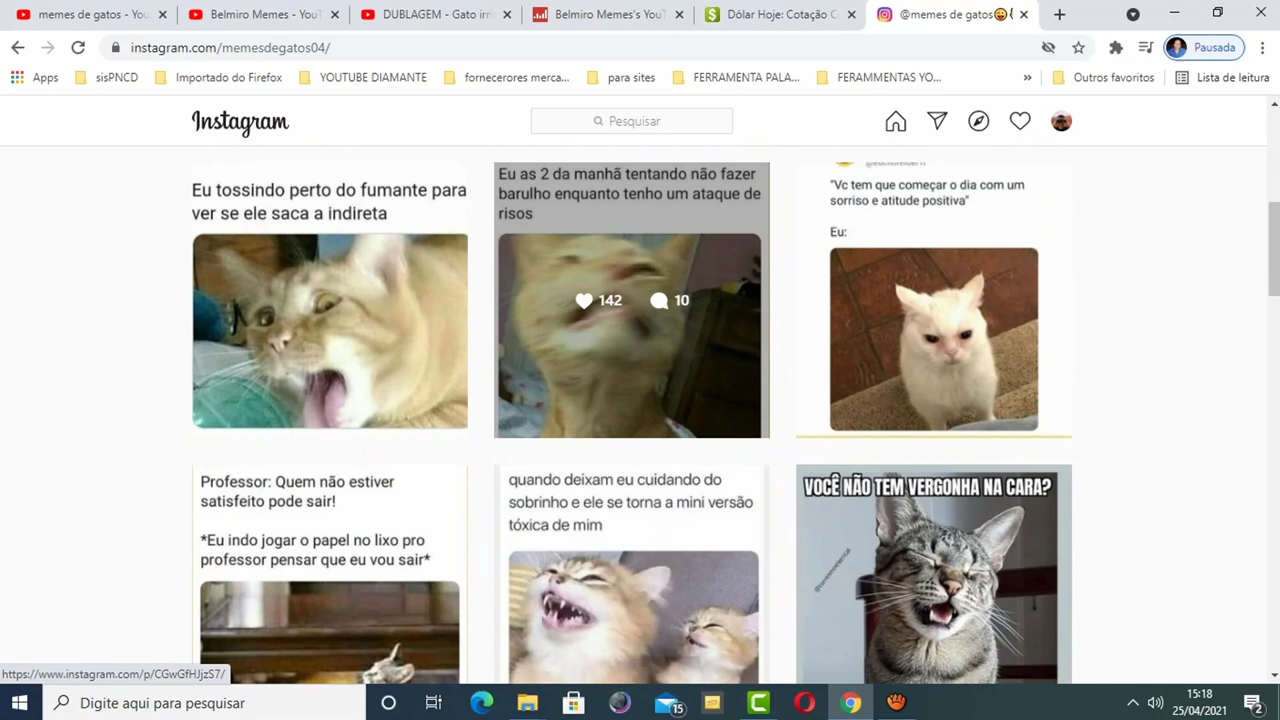 memes de gatos - You
Belmiro Memes - YouT
DUBLAGEM - Gato irri
Belmiro Memes's YouT
Dólar Hoje: Cotação C
@memes de gatos😜{
instagram.com/memesdegatos04/
Pausada
Apps
sisPNCD
Importado do Firefox
YOUTUBE DIAMANTE
fornecerores merca...
para sites
FERRAMENTA PALA...
FERAMMENTAS YO...
»
Outros favoritos
Lista de leitura
Instagram
Pesquisar
Eu tossindo perto do fumante para
ver se ele saca a indireta
Eu as 2 da manhã tentando não fazer
barulho enquanto tenho um ataque de
risos
142
10
"Vc tem que começar o dia com um
sorriso e atitude positiva"
Eu:
Professor: Quem não estiver
satisfeito pode sair!
*Eu indo jogar o papel no lixo pro
professor pensar que eu vou sair*
quando deixam eu cuidando do
sobrinho e ele se torna a mini versão
tóxica de mim
VOCÊ NÃO TEM VERGONHA NA CARA?
https://www.instagram.com/p/CGwGfHJjzS7/
Digite aqui para pesquisar
15
15:18
25/04/2021
2